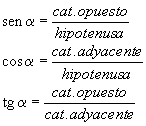 sen α = cat.opuesto / hipotenusa
cos α = cat.adyacente / hipotenusa
tg α = cat.opuesto / cat.adyacente